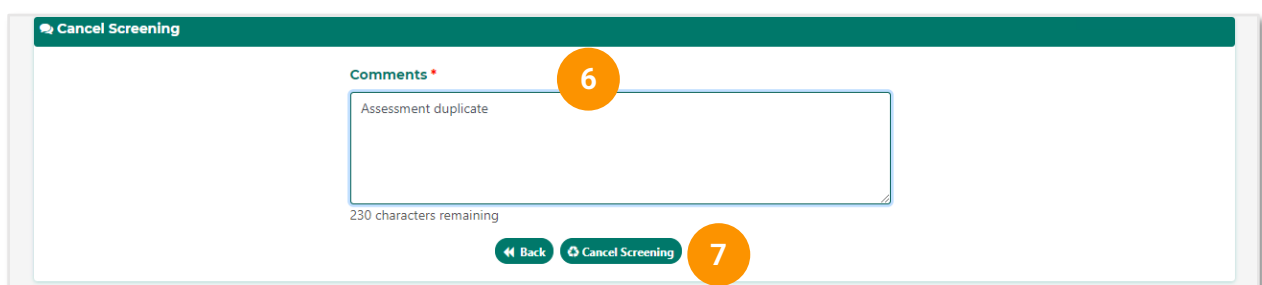 Cancel Screening
Comments *
6
Assessment duplicate
230 characters remaining
Back Cancel Screening
7